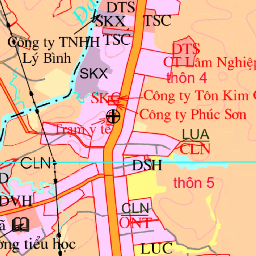 DTS
SKX
TSC
TSC
Công ty TNHH
Lý Bình
DTS
CT Lâm Nghiệp
thôn 4
SKX
SKC
Công ty Tôn Kim
Công ty Phúc Sơn
Trạm y tế
LUA
CLN
CLN
DSH
thôn 5
DVH
CLN
ONT
ờng tiểu học
LUC